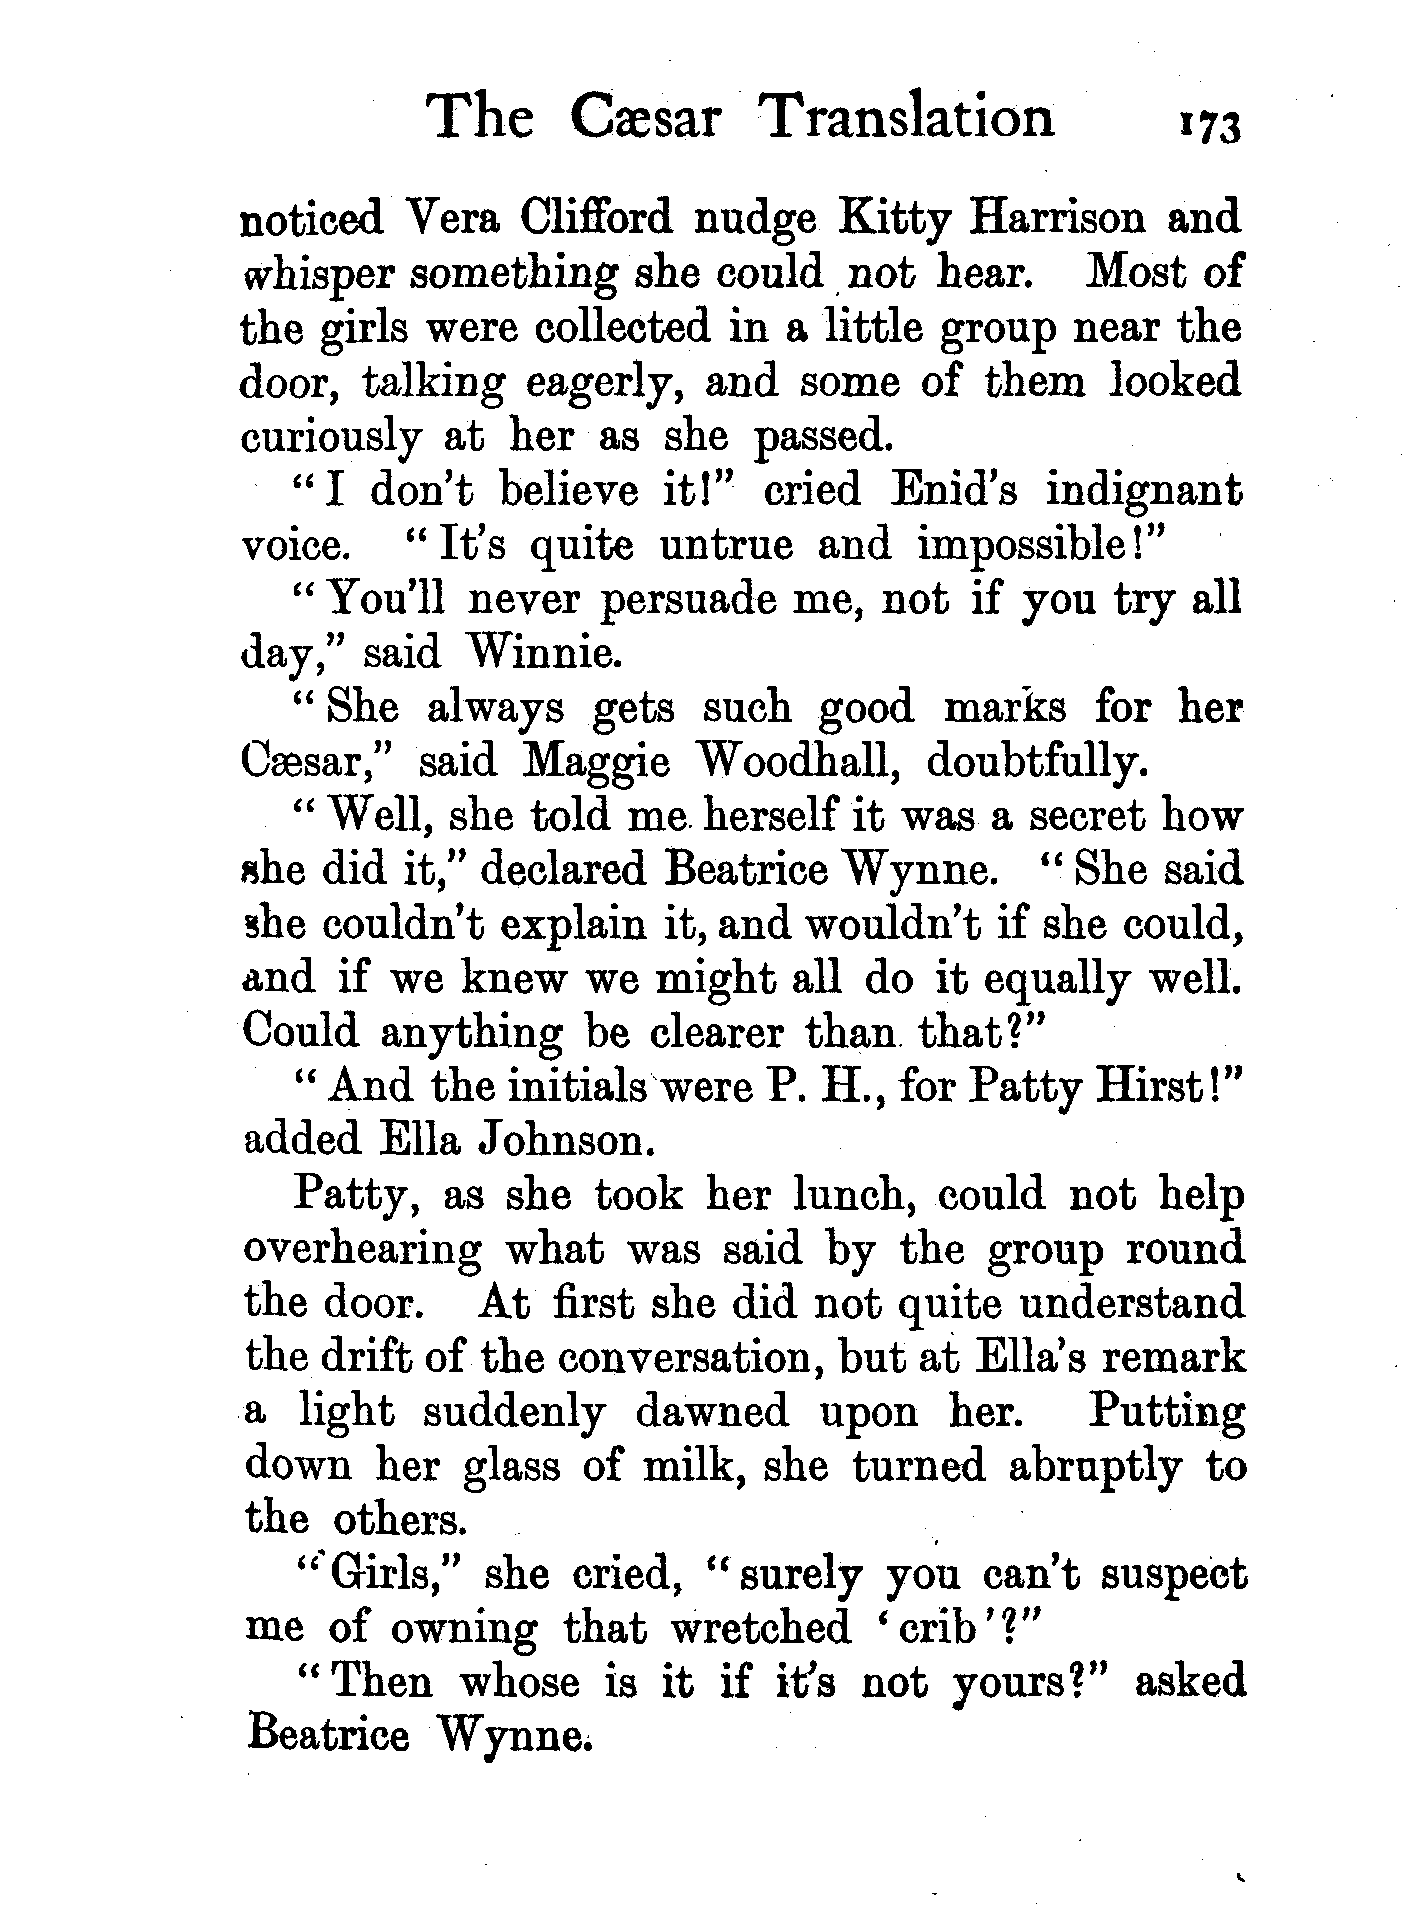 The Cæsar Translation 173
noticed Vera Clifford nudge Kitty Harrison and
whisper something she could not hear. Most of
the girls were collected in a little group near the
door, talking eagerly, and some of them looked
curiously at her as she passed.
"I don't believe it!" cried Enid's indignant
voice. "It's quite untrue and impossible!"
"You'll never persuade me, not if you try all
day," said Winnie.
"She always gets such good marks for her
Cæsar," said Maggie Woodhall, doubtfully.
"Well, she told me herself it was a secret how
she did it," declared Beatrice Wynne. "She said
she couldn't explain it, and wouldn't if she could,
and if we knew we might all do it equally well.
Could anything be clearer than that?"
"And the initials were P. H., for Patty Hirst!"
added Ella Johnson.
Patty, as she took her lunch, could not help
overhearing what was said by the group round
the door. At first she did not quite understand
the drift of the conversation, but at Ella's remark
a light suddenly dawned upon her. Putting
down her glass of milk, she turned abruptly to
the others.
"Girls," she cried, "surely you can't suspect
me of owning that wretched 'crib'?"
"Then whose is it if it's not yours?" asked
Beatrice Wynne.